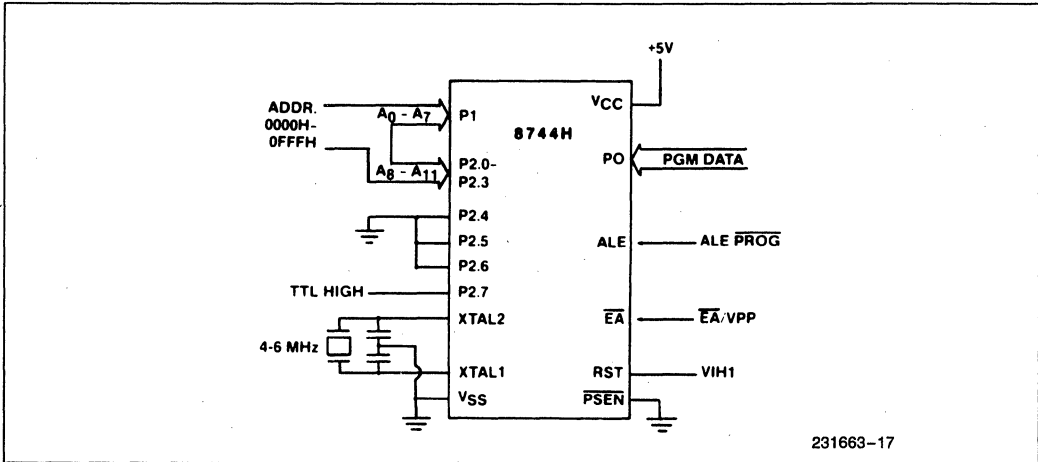 +5V
ADDR.
0000H-
0FFFH
A0 - A7
A8 - A11
P1
P2.0-
P2.3
P2.4
P2.5
P2.6
TTL HIGH
P2.7
XTAL2
4-6 MHz
XTAL1
VSS
8744H
VCC
PO
PGM DATA
ALE
ALE PROG
EA
EA/VPP
RST
VIH1
PSEN
231663-17